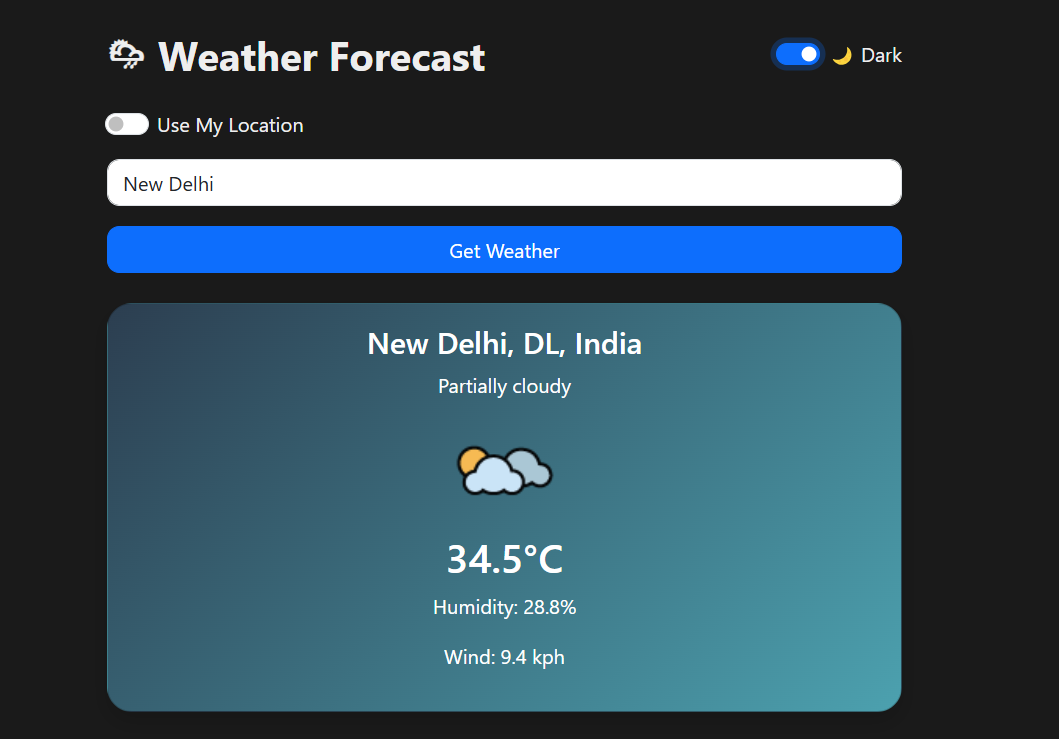 Weather Forecast
Dark
Use My Location
New Delhi
Get Weather
New Delhi, DL, India
Partially cloudy
34.5°C
Humidity: 28.8%
Wind: 9.4 kph